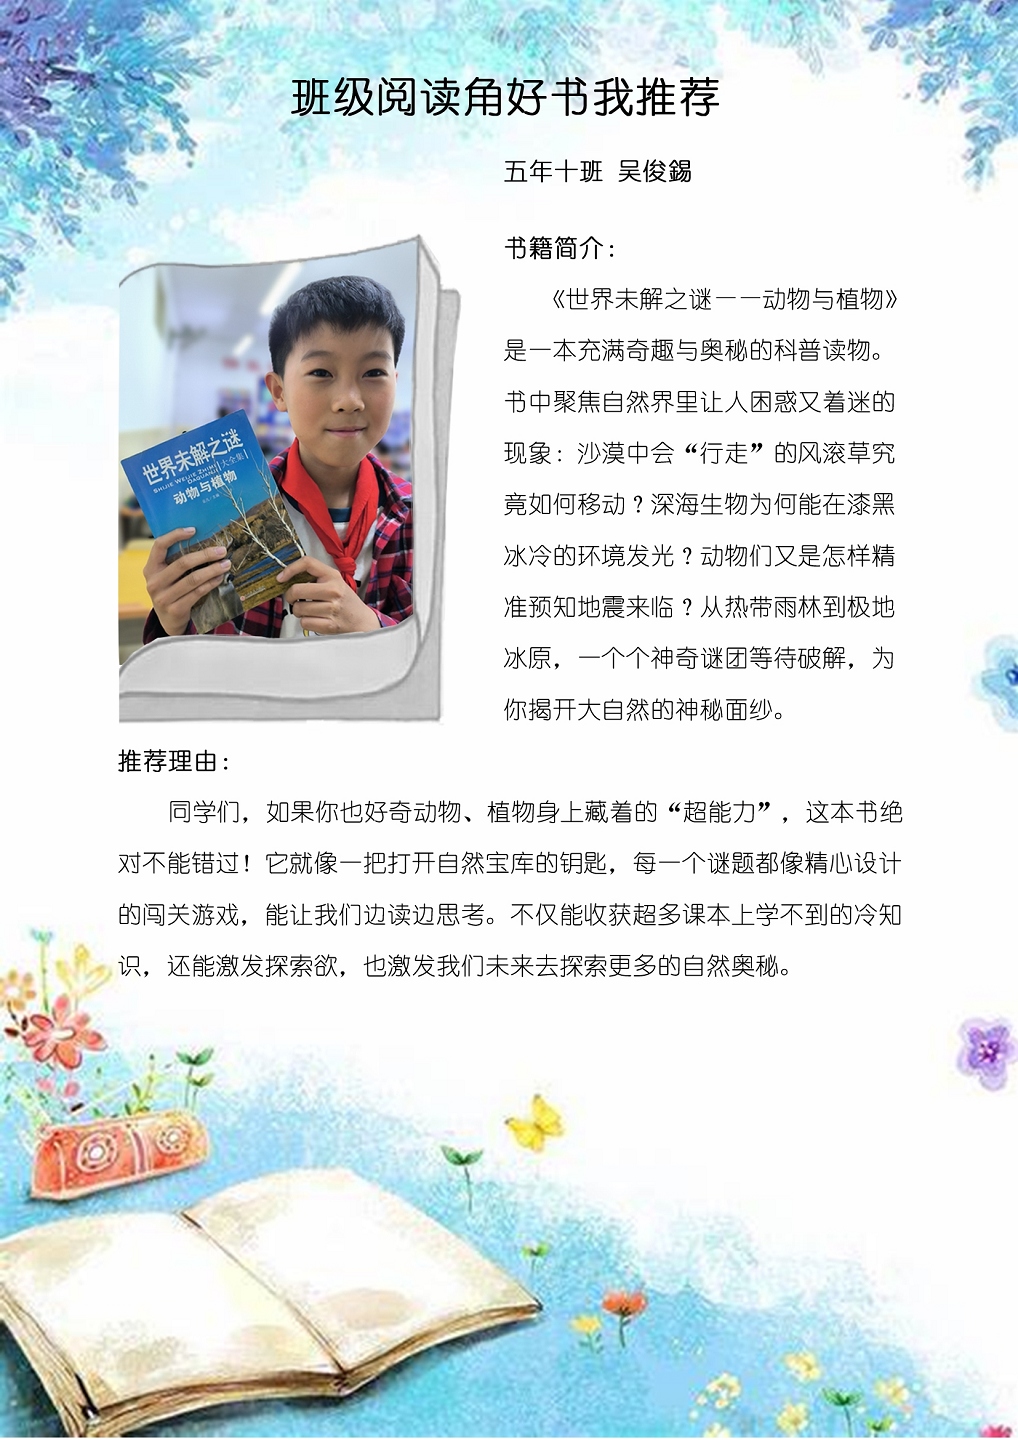 班级阅读角好书我推荐
五年十班 吴俊錫
世界未解之谜
SHIJIE WEIJIE ZHIMI
DAQUANJI
大全集
动物与植物
书籍简介：
《世界未解之谜——动物与植物》
是一本充满奇趣与奥秘的科普读物。
书中聚焦自然界里让人困惑又着迷的
现象：沙漠中会“行走”的风滚草究
竟如何移动？深海生物为何能在漆黑
冰冷的环境发光？动物们又是怎样精
准预知地震来临？从热带雨林到极地
冰原，一个个神奇谜团等待破解，为
你揭开大自然的神秘面纱。
推荐理由：
同学们，如果你也好奇动物、植物身上藏着的“超能力”，这本书绝
对不能错过！它就像一把打开自然宝库的钥匙，每一个谜题都像精心设计
的闯关游戏，能让我们边读边思考。不仅能收获超多课本上学不到的冷知
识，还能激发探索欲，也激发我们未来去探索更多的自然奥秘。